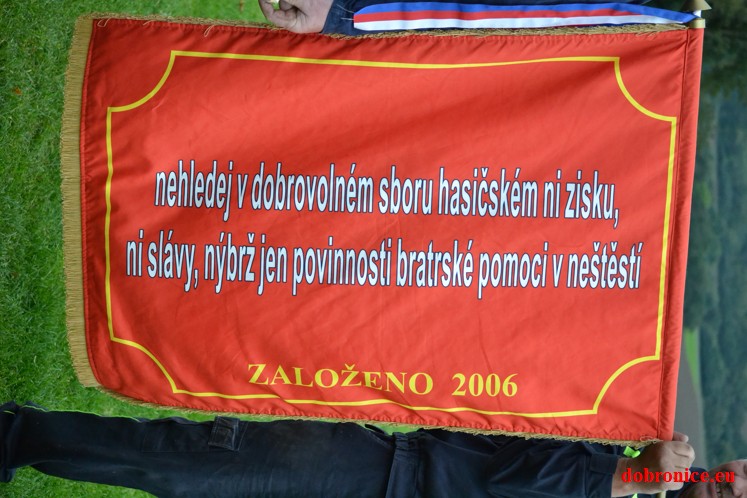 nehledej v dobrovolném sboru hasičském ni zisku,
ni slávy, nýbrž jen povinnosti bratrské pomoci v neštěstí
ZALOŽENO 2006
dobronice.eu